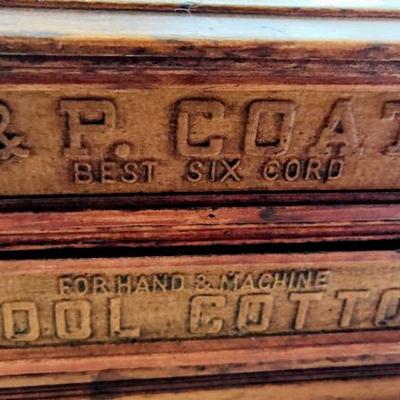 & P. COAT
BEST SIX CORD
FOR HAND & MACHINE
OOL COTTO